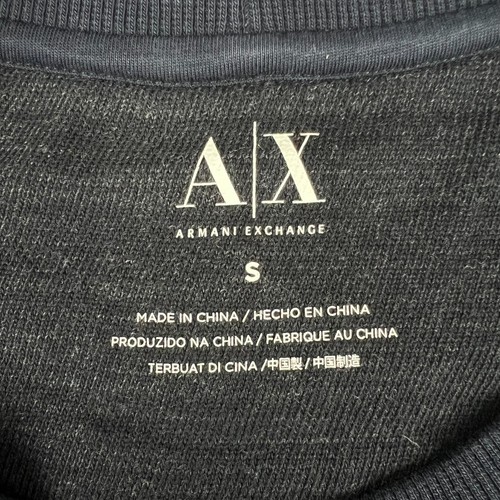 A|X
ARMANI EXCHANGE
S
MADE IN CHINA / HECHO EN CHINA
PRODUZIDO NA CHINA / FABRIQUE AU CHINA
TERBUAT DI CINA /中国製 / 中国制造